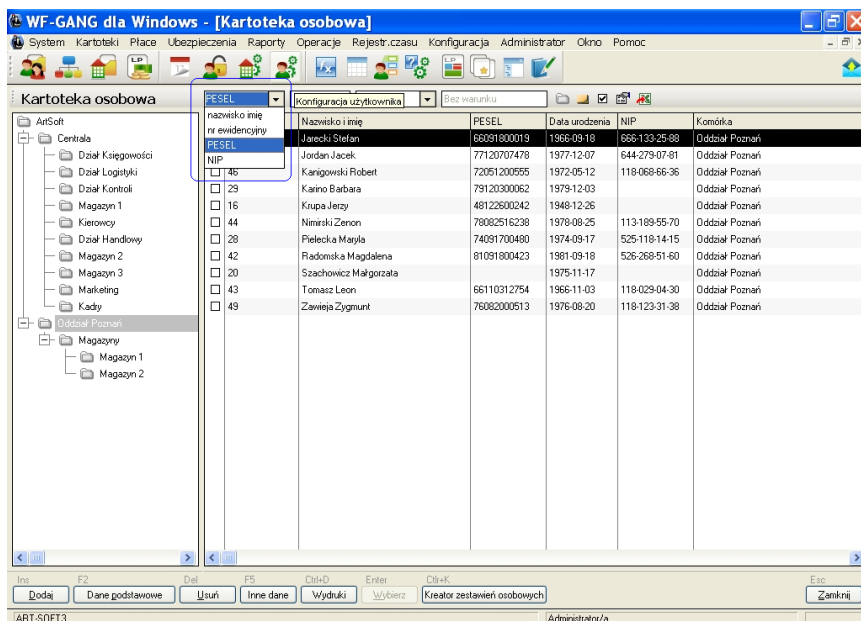 WF-GANG dla Windows - [Kartoteka osobowa]
System Kartoteki Płace Ubezpieczenia Raporty Operacje Rejestr.czasu Konfiguracja Administrator Okno Pomoc
Kartoteka osobowa
PESEL
Konfiguracja użytkownika
Bez warunku
nazwisko imię
nr ewidencyjny
PESEL
NIP
ArtSoft
Centrala
Dział Księgowości
Dział Logistyki
Dział Kontroli
Magazyn 1
Kierowcy
Dział Handlowy
Magazyn 2
Magazyn 3
Marketing
Kadry
Oddział Poznań
Magazyny
Magazyn 1
Magazyn 2
Nazwisko i imię PESEL Data urodzenia NIP Komórka
Jarecki Stefan 66091800019 1966-09-18 666-133-25-88 Oddział Poznań
Jordan Jacek 77120707478 1977-12-07 644-279-07-81 Oddział Poznań
46 Kanigowski Robert 72051200555 1972-05-12 118-068-66-36 Oddział Poznań
29 Karino Barbara 79120300062 1979-12-03 Oddział Poznań
16 Krupa Jerzy 48122600242 1948-12-26 Oddział Poznań
44 Nimirski Zenon 78082516238 1978-08-25 113-189-55-70 Oddział Poznań
28 Pielecka Maryla 74091700480 1974-09-17 525-118-14-15 Oddział Poznań
42 Radomska Magdalena 81091800423 1981-09-18 526-268-51-60 Oddział Poznań
20 Szachowicz Małgorzata 1975-11-17 Oddział Poznań
43 Tomasz Leon 66110312754 1966-11-03 118-029-04-30 Oddział Poznań
49 Zawieja Zygmunt 76082000513 1976-08-20 118-123-31-38 Oddział Poznań
Ins F2 Del F5 Ctrl+D Enter Ctlr+K Esc
Dodaj Dane podstawowe Usuń Inne dane Wydruki Wybierz Kreator zestawień osobowych Zamknij
ART-SOFT3 Administrator/a